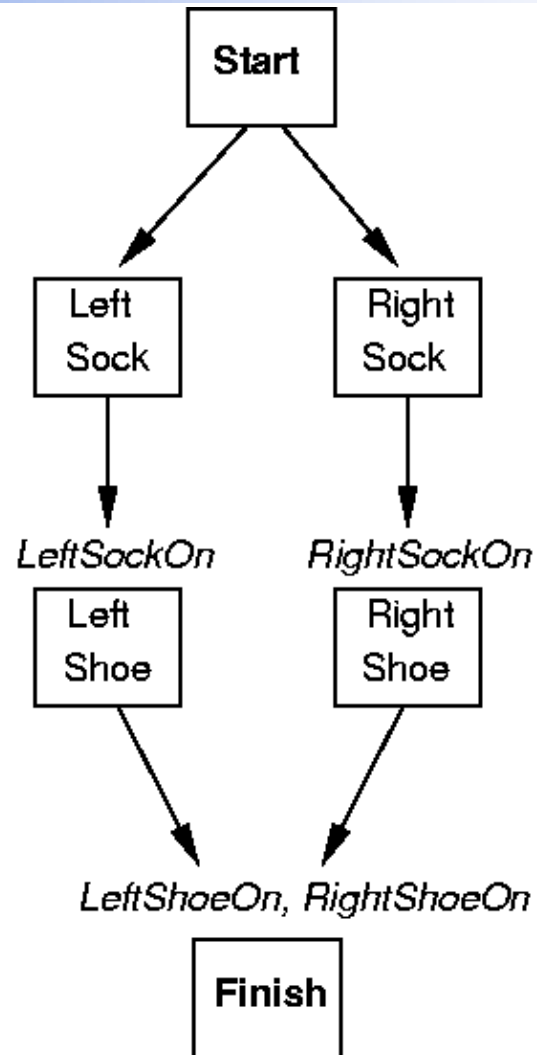 Start
Left
Sock
Right
Sock
LeftSockOn
RightSockOn
Left
Shoe
Right
Shoe
LeftShoeOn, RightShoeOn
Finish